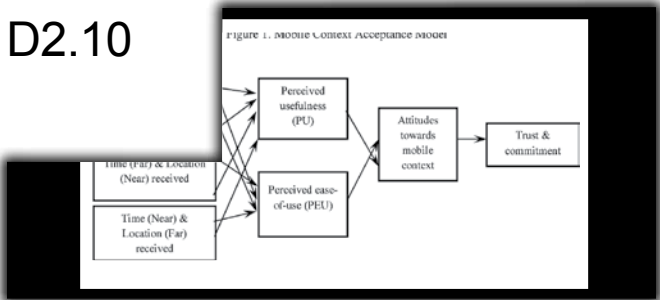 D2.10
Figure 1. Mobile Context Acceptance Model
Perceived
usefulness
(PU)
Attitudes
towards
mobile
context
Trust &
commitment
Time (Far) & Location
(Near) received
Perceived ease-
of-use (PEU)
Time (Near) &
Location (Far)
received